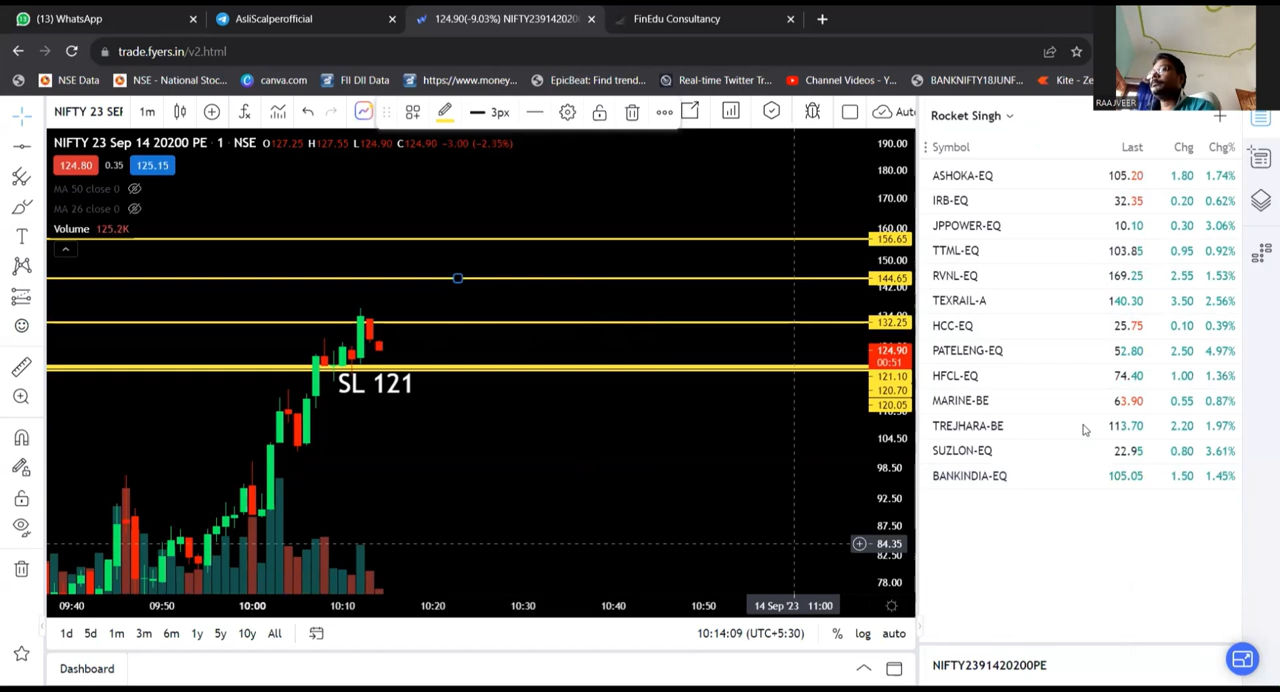 (13) WhatsApp
AsliScalperofficial
124.90(-9.03%) NIFTY239142020
FinEdu Consultancy
trade.fyers.in/v2.html
NSE Data
NSE - National Stoc...
canva.com
FII DII Data
https://www.money...
EpicBeat: Find trend...
Real-time Twitter Tr...
Channel Videos - Y...
BANKNIFTY18JUNF...
Kite - Ze
RAAJVEER
NIFTY 23 SEP
1m
3px
Auto
NIFTY 23 Sep 14 20200 PE · 1 · NSE O127.25 H127.55 L124.90 C124.90 -3.00 (-2.35%)
124.80 0.35 125.15
MA 50 close 0
MA 26 close 0
Volume 125.2K
SL 121
190.00
180.00
170.00
160.00
156.65
150.00
144.65
142.00
132.25
124.90
00:51
121.10
120.70
120.05
104.50
98.50
92.50
87.50
84.35
82.50
78.00
09:40 09:50 10:00 10:10 10:20 10:30 10:40 10:50 14 Sep '23 11:00
1d 5d 1m 3m 6m 1y 5y 10y All
10:14:09 (UTC+5:30) % log auto
Dashboard
Rocket Singh
Symbol Last Chg Chg%
ASHOKA-EQ 105.20 1.80 1.74%
IRB-EQ 32.35 0.20 0.62%
JPPOWER-EQ 10.10 0.30 3.06%
TTML-EQ 103.85 0.95 0.92%
RVNL-EQ 169.25 2.55 1.53%
TEXRAIL-A 140.30 3.50 2.56%
HCC-EQ 25.75 0.10 0.39%
PATELENG-EQ 52.80 2.50 4.97%
HFCL-EQ 74.40 1.00 1.36%
MARINE-BE 63.90 0.55 0.87%
TREJHARA-BE 113.70 2.20 1.97%
SUZLON-EQ 22.95 0.80 3.61%
BANKINDIA-EQ 105.05 1.50 1.45%
NIFTY2391420200PE